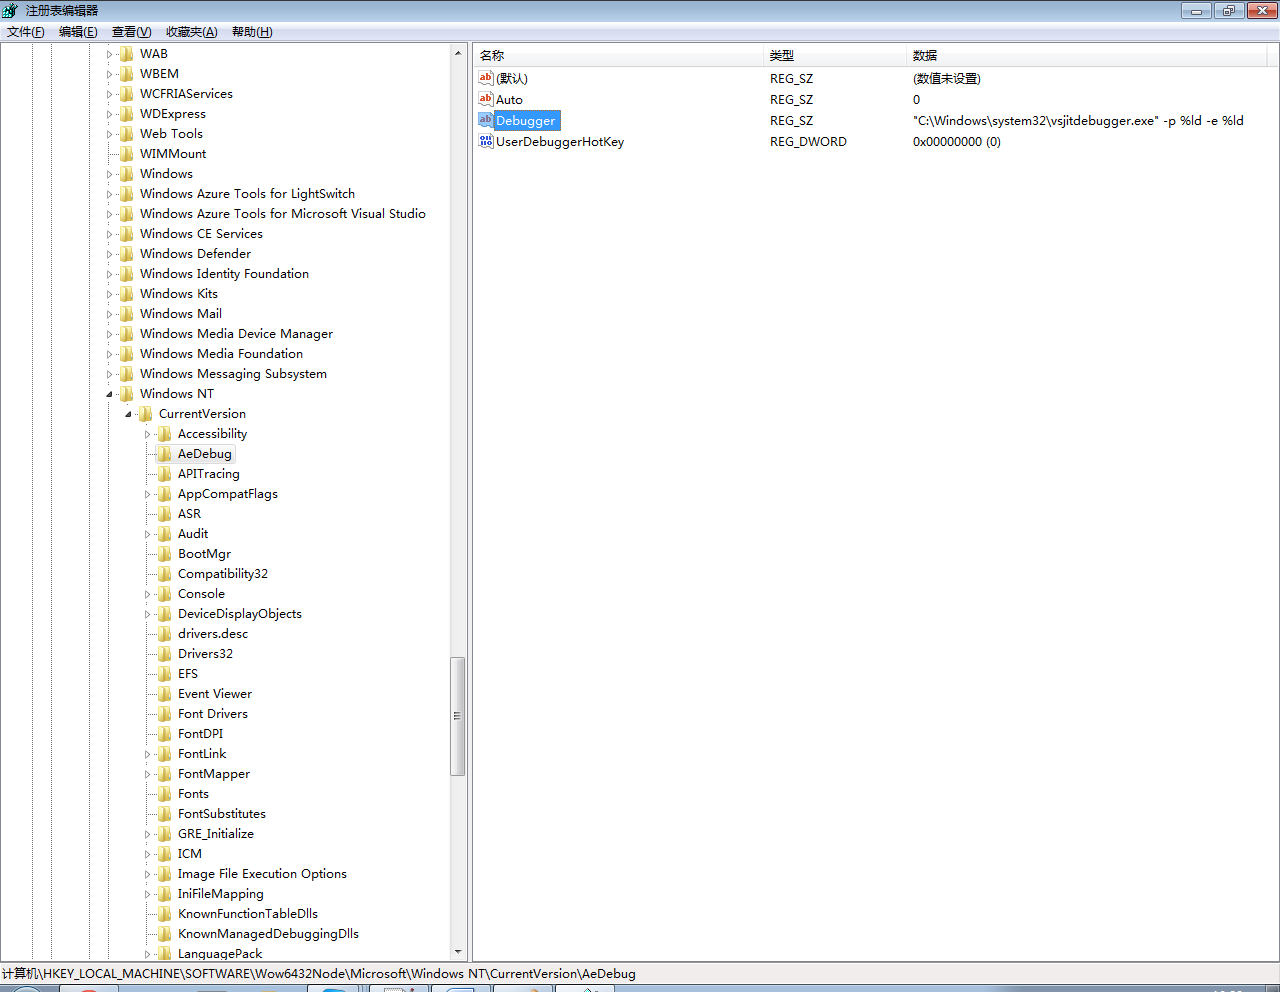 注册表编辑器
文件(F) 编辑(E) 查看(V) 收藏夹(A) 帮助(H)
WAB
WBEM
WCFRIAServices
WDExpress
Web Tools
WIMMount
Windows
Windows Azure Tools for LightSwitch
Windows Azure Tools for Microsoft Visual Studio
Windows CE Services
Windows Defender
Windows Identity Foundation
Windows Kits
Windows Mail
Windows Media Device Manager
Windows Media Foundation
Windows Messaging Subsystem
Windows NT
CurrentVersion
Accessibility
AeDebug
APITracing
AppCompatFlags
ASR
Audit
BootMgr
Compatibility32
Console
DeviceDisplayObjects
drivers.desc
Drivers32
EFS
Event Viewer
Font Drivers
FontDPI
FontLink
FontMapper
Fonts
FontSubstitutes
GRE_Initialize
ICM
Image File Execution Options
IniFileMapping
KnownFunctionTableDlls
KnownManagedDebuggingDlls
LanguagePack
名称 类型 数据
(默认) REG_SZ (数值未设置)
Auto REG_SZ 0
Debugger REG_SZ "C:\Windows\system32\vsjitdebugger.exe" -p %ld -e %ld
UserDebuggerHotKey REG_DWORD 0x00000000 (0)
计算机\HKEY_LOCAL_MACHINE\SOFTWARE\Wow6432Node\Microsoft\Windows NT\CurrentVersion\AeDebug